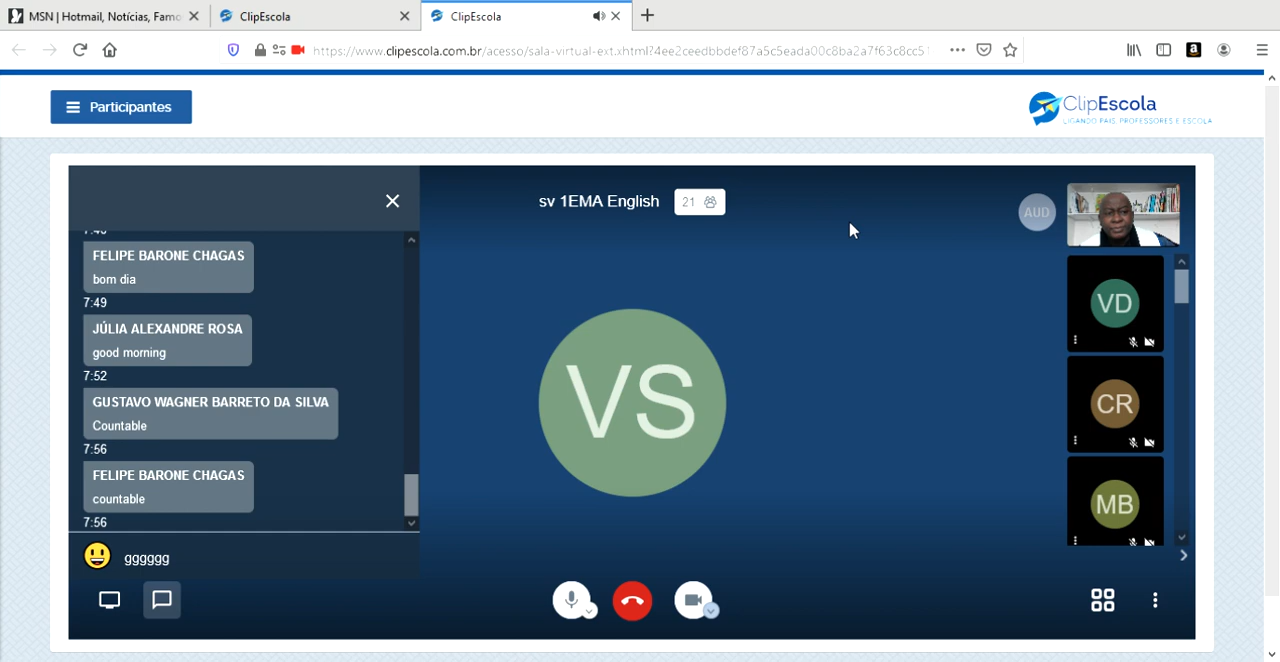 MSN | Hotmail, Notícias, Famo
ClipEscola
ClipEscola
https://www.clipescola.com.br/acesso/sala-virtual-ext.xhtml?4ee2ceedbbdef87a5c5eada00c8ba2a7f63c8cc51
Participantes
ClipEscola
LIGANDO PAIS, PROFESSORES E ESCOLA
sv 1EMA English 21
AUD
FELIPE BARONE CHAGAS
bom dia
7:49
JÚLIA ALEXANDRE ROSA
good morning
7:52
GUSTAVO WAGNER BARRETO DA SILVA
Countable
7:56
FELIPE BARONE CHAGAS
countable
7:56
gggggg
VS
VD
CR
MB